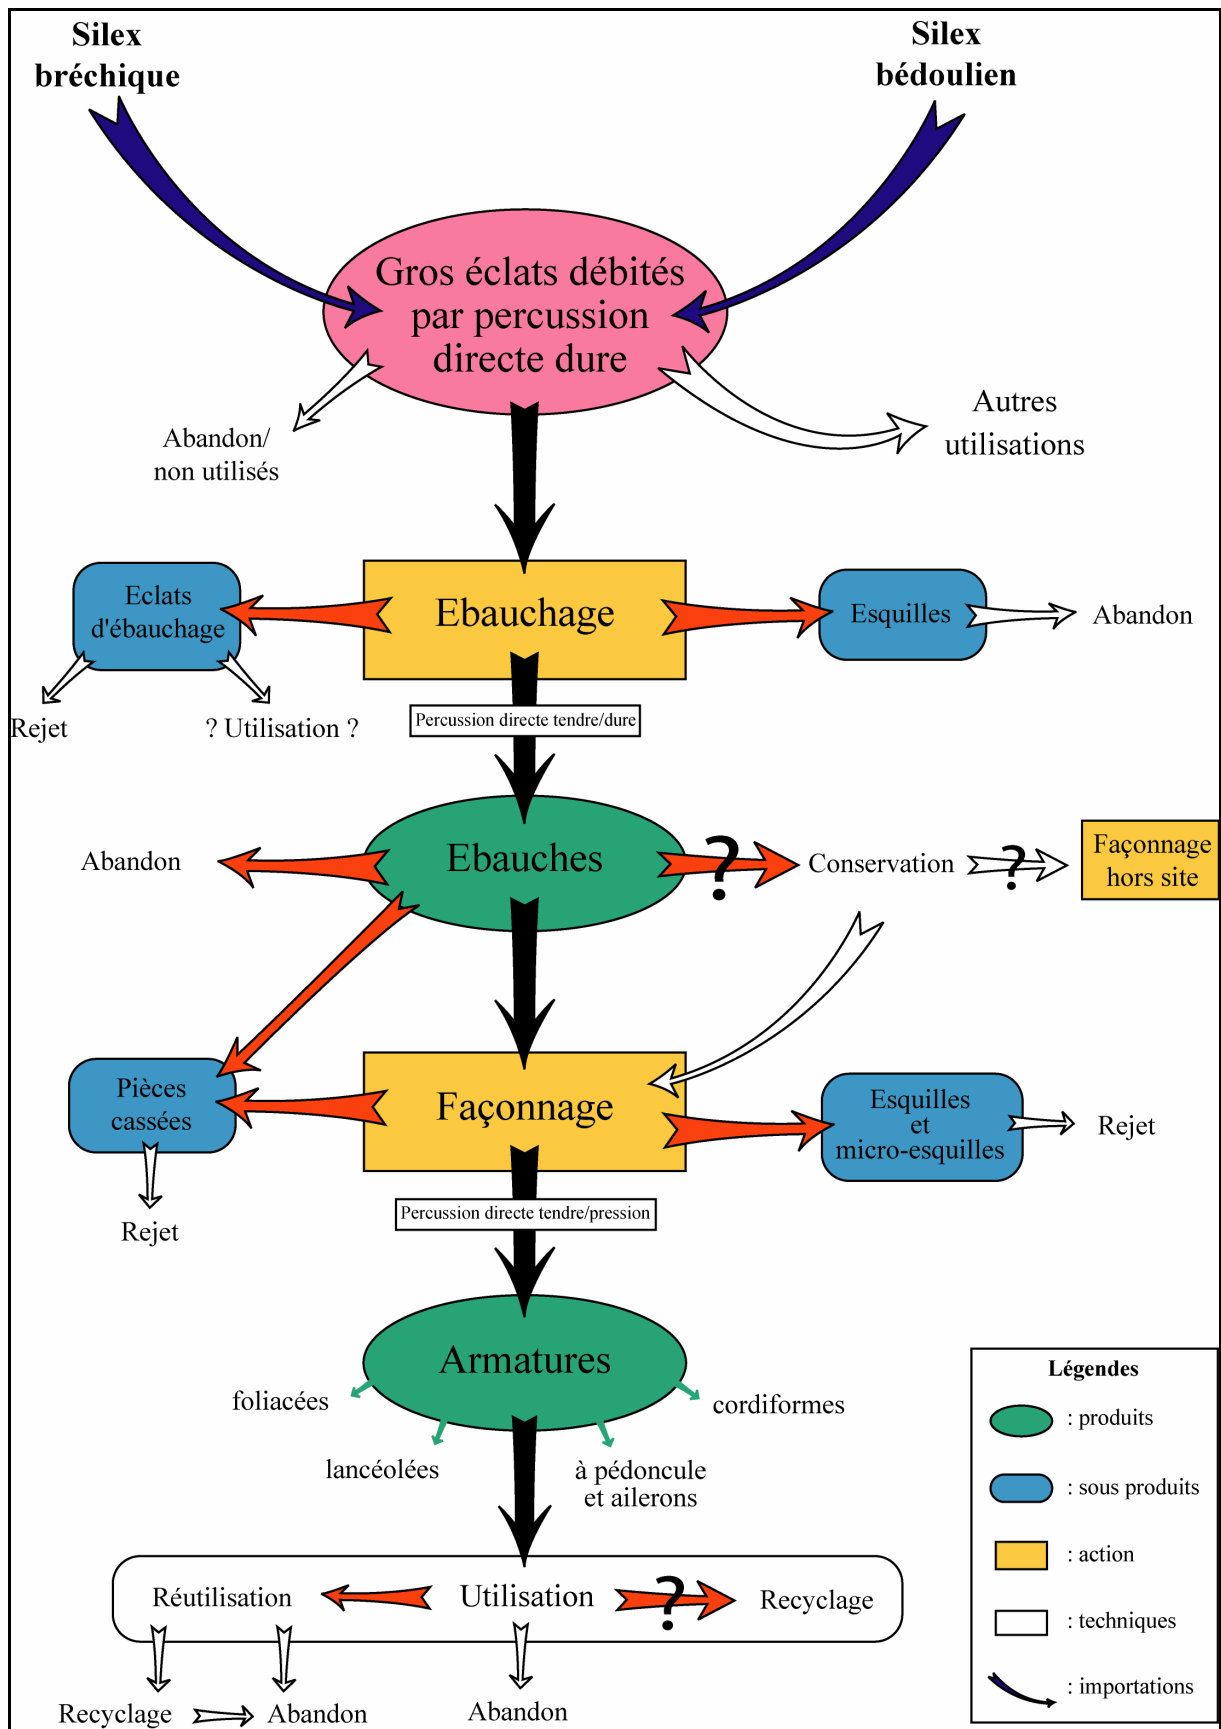 Silex
bréchique
Silex
bédoulien
Gros éclats débités
par percussion
directe dure
Abandon/
non utilisés
Autres
utilisations
Eclats
d'ébauchage
Ebauchage
Esquilles
Abandon
Rejet
? Utilisation ?
Percussion directe tendre/dure
Abandon
Ebauches
?
Conservation
?
Façonnage
hors site
Pièces
cassées
Façonnage
Esquilles
et
micro-esquilles
Rejet
Rejet
Percussion directe tendre/pression
Armatures
foliacées
cordiformes
lancéolées
à pédoncule
et ailerons
Réutilisation
Utilisation
?
Recyclage
Recyclage
Abandon
Abandon
Légendes
: produits
: sous produits
: action
: techniques
: importations